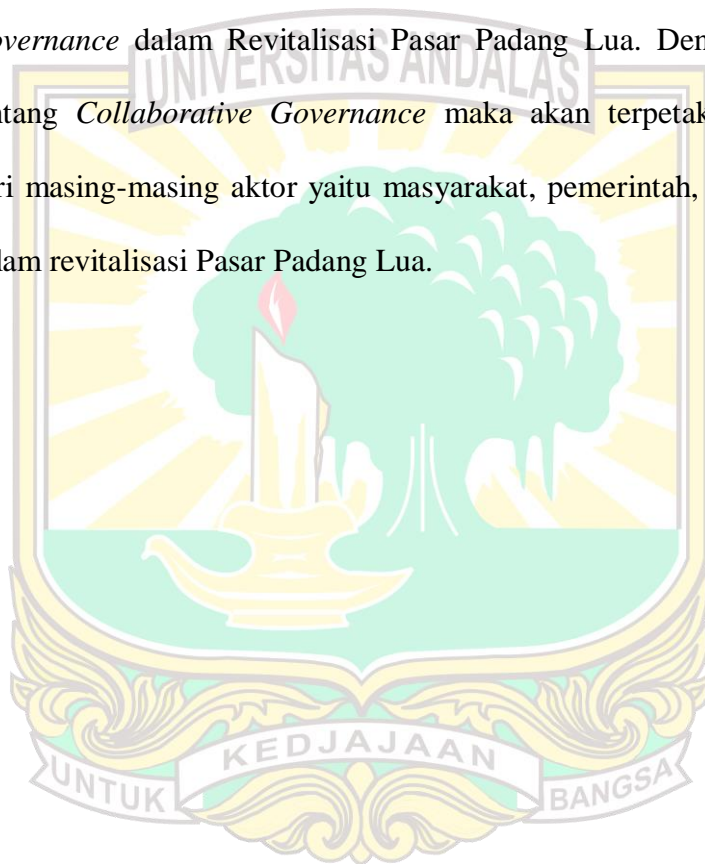 overnance dalam Revitalisasi Pasar Padang Lua. Den
ntang Collaborative Governance maka akan terpetak
ri masing-masing aktor yaitu masyarakat, pemerintah,
lam revitalisasi Pasar Padang Lua.
UNIVERSITAS ANDALAS
KEDJAJAAN
UNTUK BANGSA